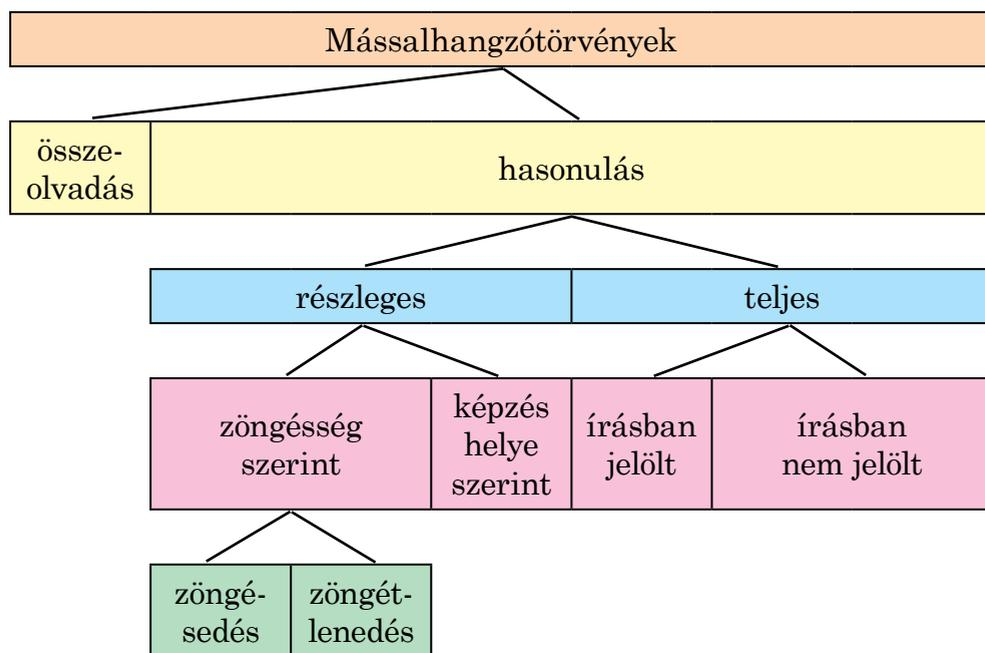 Mássalhangzótörvények
össze-
olvadás
hasonulás
részleges
teljes
zöngésség
szerint
képzés
helye
szerint
írásban
jelölt
írásban
nem jelölt
zöngé-
sedés
zöngét-
lenedés